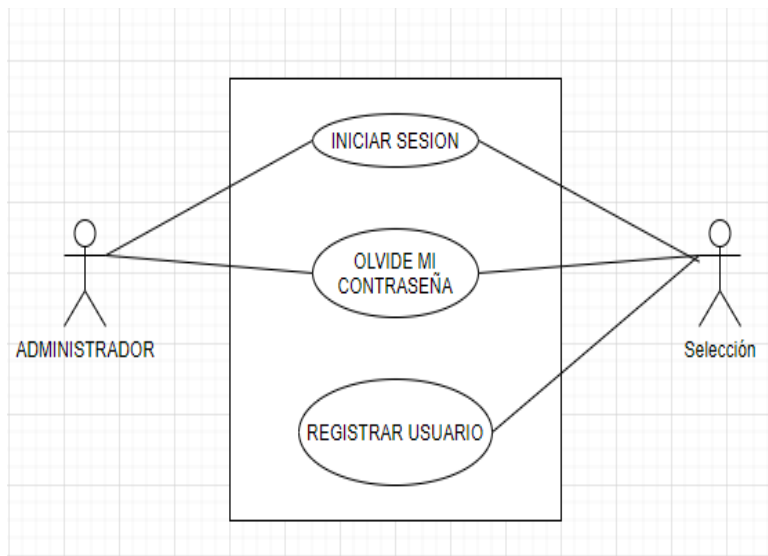 INICIAR SESION
OLVIDE MI
CONTRASEÑA
ADMINISTRADOR
Selección
REGISTRAR USUARIO